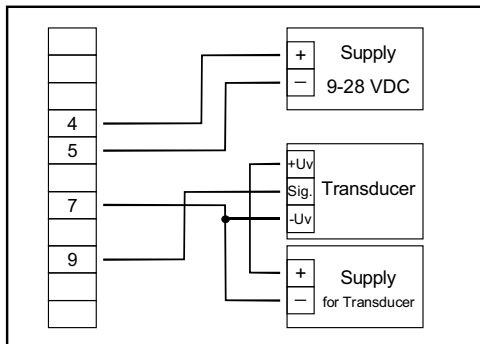 4
5
7
9
+
–
Supply
9-28 VDC
+Uv
Sig.
-Uv
Transducer
+
–
Supply
for Transducer